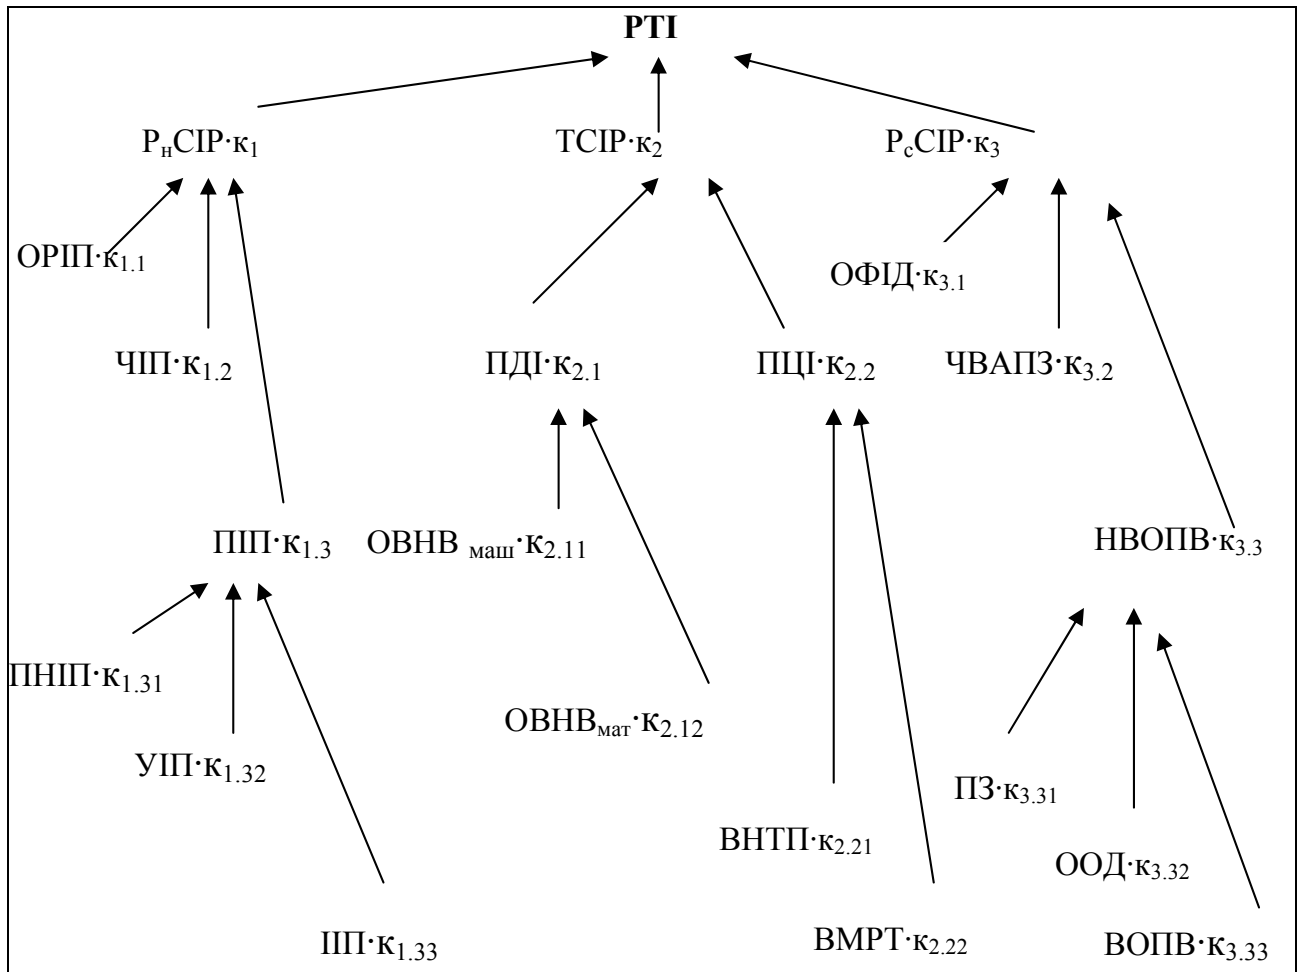 РТІ
РнСІР·к1 ТСІР·к2 РсСІР·к3
ОРІП·к1.1 ОФІД·к3.1
ЧІП·к1.2 ПДІ·к2.1 ПЦІ·к2.2 ЧВАПЗ·к3.2
ПІП·к1.3 ОВНВ маш·к2.11 НВОПВ·к3.3
ПНІП·к1.31
ОВНВмат·к2.12
УІП·к1.32 ПЗ·к3.31
ВНТП·к2.21 ООД·к3.32
ІІП·к1.33 ВМРТ·к2.22 ВОПВ·к3.33